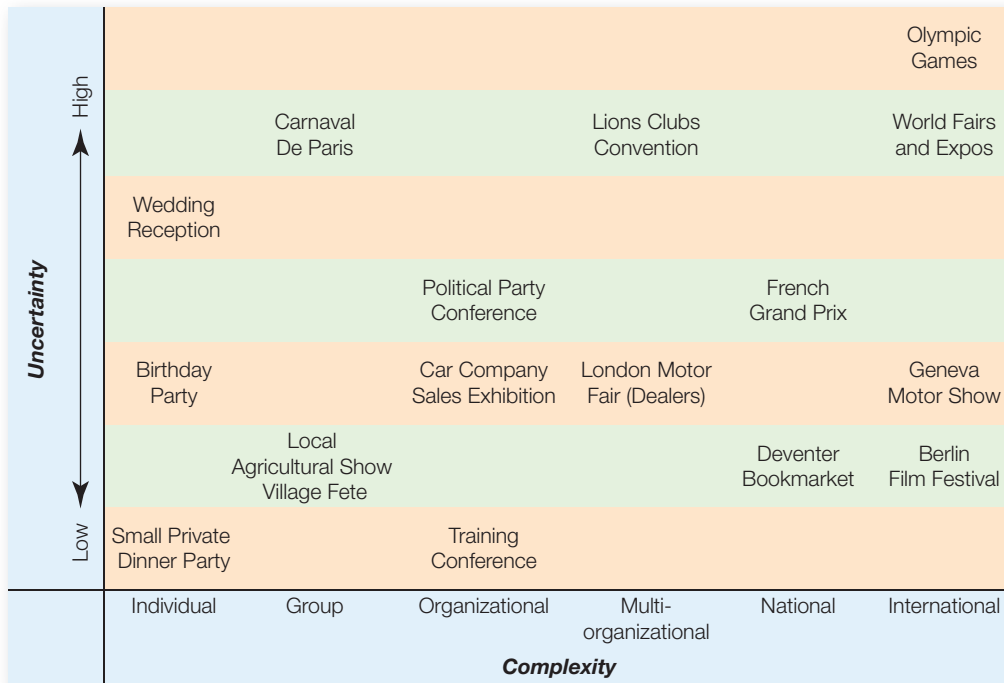 Olympic
Games
High
Carnaval
De Paris
Lions Clubs
Convention
World Fairs
and Expos
Wedding
Reception
Uncertainty
Political Party
Conference
French
Grand Prix
Birthday
Party
Car Company
Sales Exhibition
London Motor
Fair (Dealers)
Geneva
Motor Show
Local
Agricultural Show
Village Fete
Deventer
Bookmarket
Berlin
Film Festival
Low
Small Private
Dinner Party
Training
Conference
Individual
Group
Organizational
Multi-
organizational
National
International
Complexity